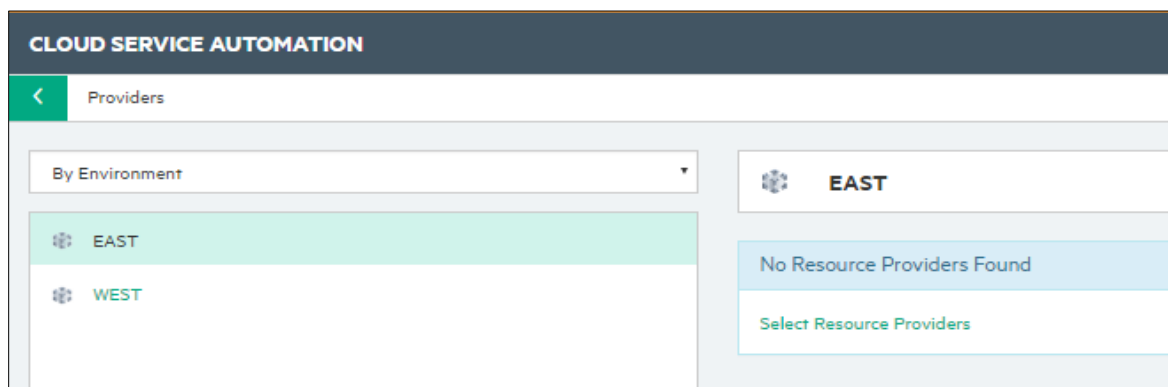 CLOUD SERVICE AUTOMATION
Providers
By Environment
EAST
WEST
EAST
No Resource Providers Found
Select Resource Providers